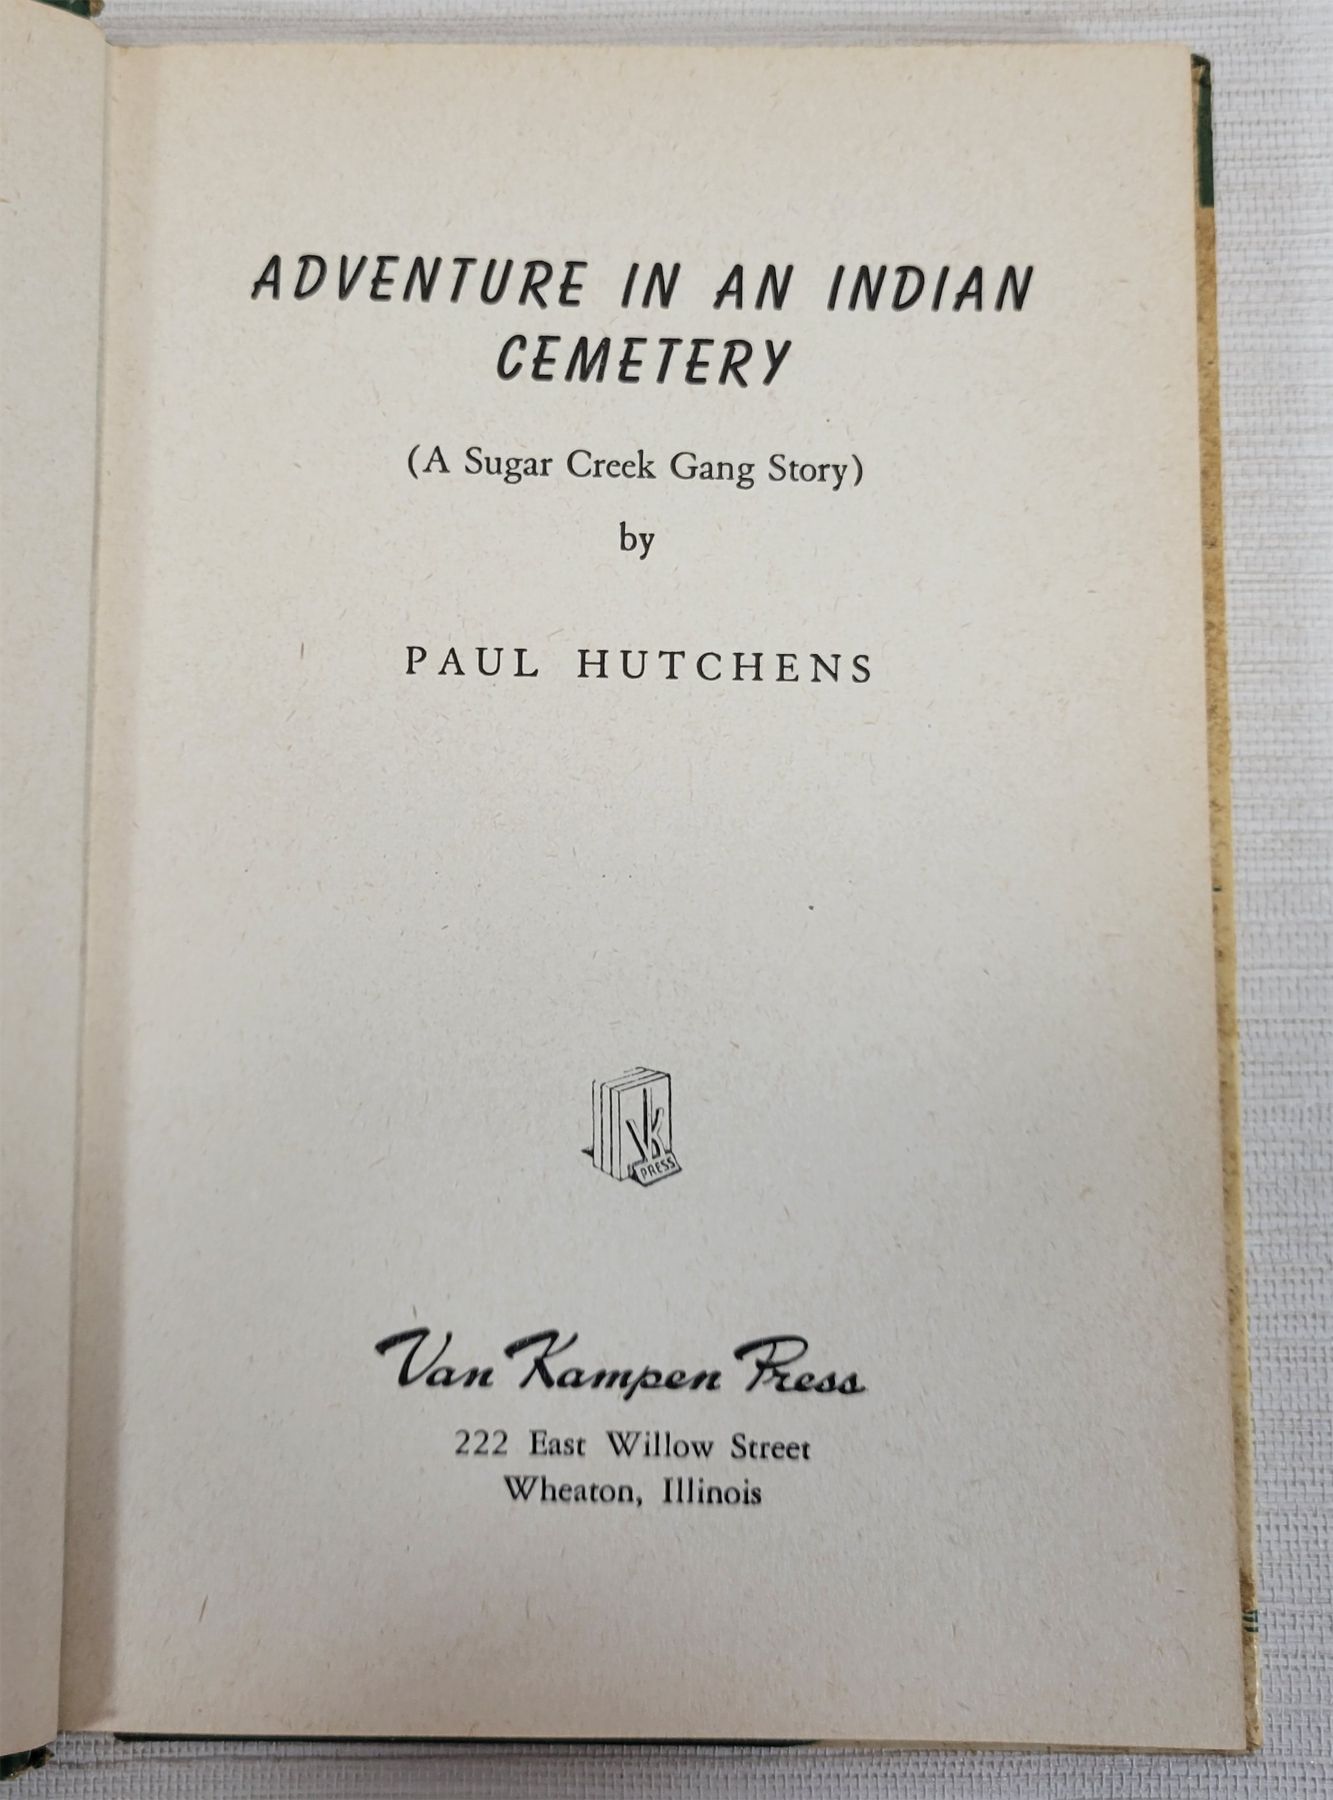 ADVENTURE IN AN INDIAN
CEMETERY
(A Sugar Creek Gang Story)
by
PAUL HUTCHENS
VK
PRESS
Van Kampen Press
222 East Willow Street
Wheaton, Illinois